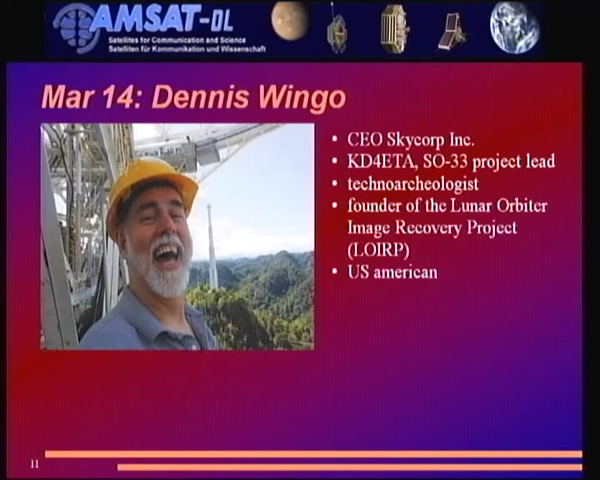 AMSAT-DL
Satellites for Communication and Science
Satelliten für Kommunikation und Wissenschaft
Mar 14: Dennis Wingo
• CEO Skycorp Inc.
• KD4ETA, SO-33 project lead
• technoarcheologist
• founder of the Lunar Orbiter
Image Recovery Project
(LOIRP)
• US american
11